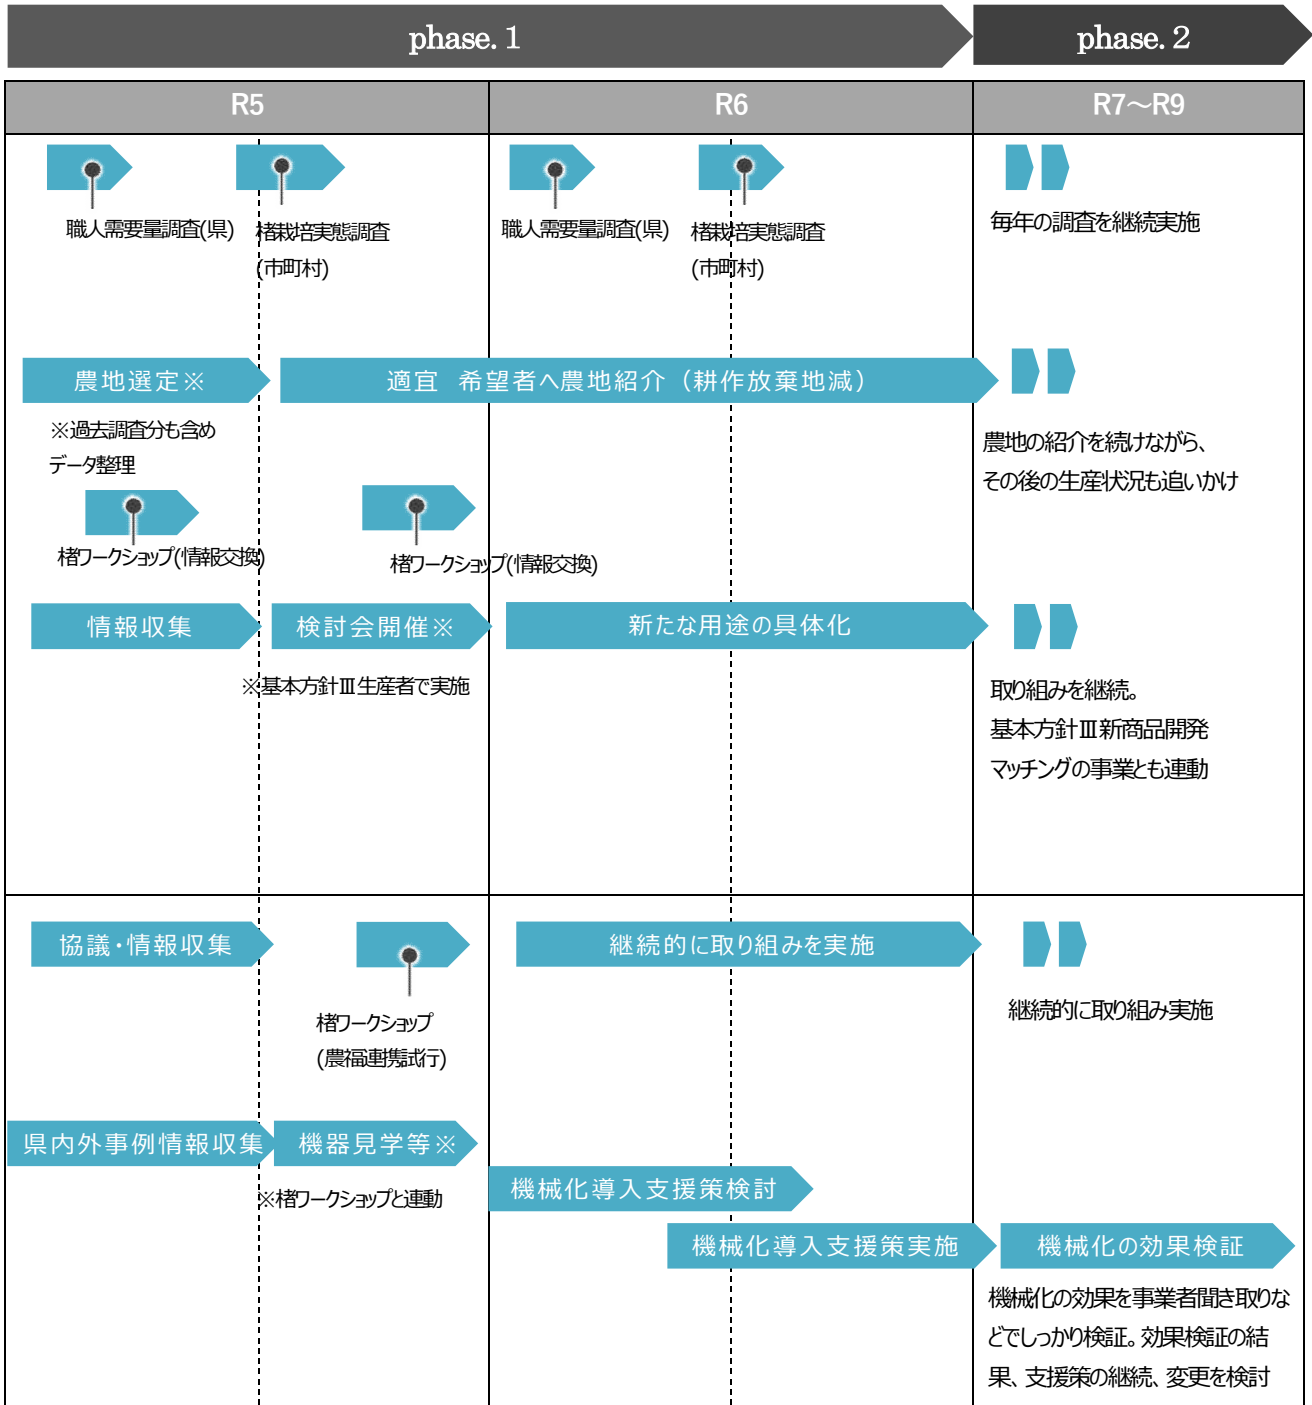 phase.1
phase.2
R5
R6
R7～R9
職人需要量調査(県)
楮栽培実態調査
(市町村)
職人需要量調査(県)
楮栽培実態調査
(市町村)
毎年の調査を継続実施
農地選定※
適宜 希望者へ農地紹介（耕作放棄地減）
※過去調査分も含め
データ整理
農地の紹介を続けながら、
その後の生産状況も追いかけ
楮ワークショップ(情報交換)
楮ワークショップ(情報交換)
情報収集
検討会開催※
新たな用途の具体化
※基本方針Ⅲ生産者で実施
取り組みを継続。
基本方針Ⅲ新商品開発
マッチングの事業とも連動
協議・情報収集
継続的に取り組みを実施
楮ワークショップ
(農福連携試行)
継続的に取り組み実施
県内外事例情報収集
機器見学等※
※楮ワークショップと連動
機械化導入支援策検討
機械化導入支援策実施
機械化の効果検証
機械化の効果を事業者聞き取りな
どでしっかり検証。効果検証の結
果、支援策の継続、変更を検討